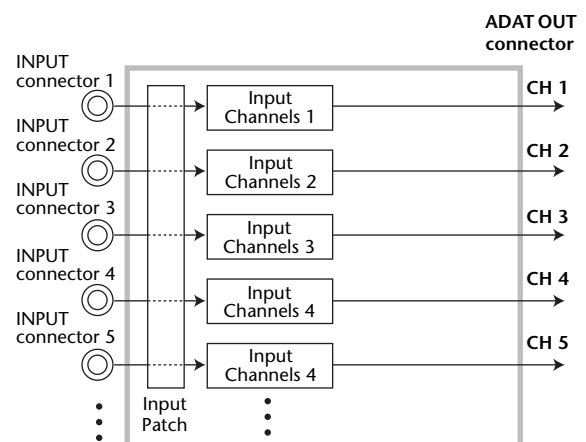 ADAT OUT
connector
INPUT
connector 1
Input
Channels 1
CH 1
INPUT
connector 2
Input
Channels 2
CH 2
INPUT
connector 3
Input
Channels 3
CH 3
INPUT
connector 4
Input
Channels 4
CH 4
INPUT
connector 5
Input
Channels 4
CH 5
Input
Patch